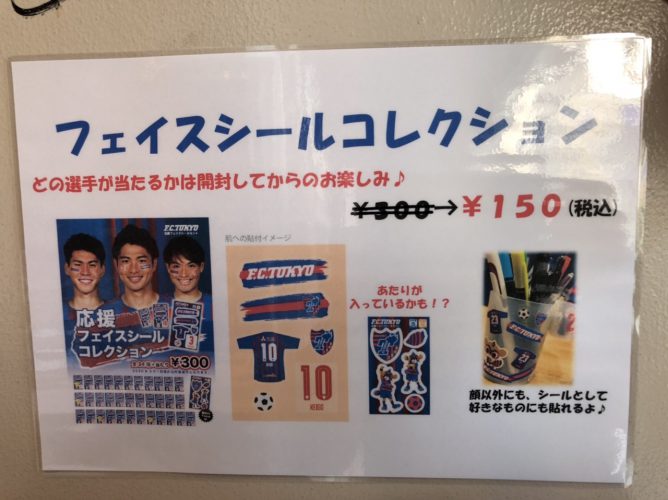 フェイスシールコレクション
どの選手が当たるかは開封してからのお楽しみ♪
¥300→¥150(税込)
F.C.TOKYO
応援
フェイスシール
コレクション
¥300
肌への貼付イメージ
F.C.TOKYO
10
10
KEIGO
あたりが
入っているかも!?
F.C.TOKYO
23
F.C.TOKYO
顔以外にも、シールとして
好きなものにも貼れるよ♪